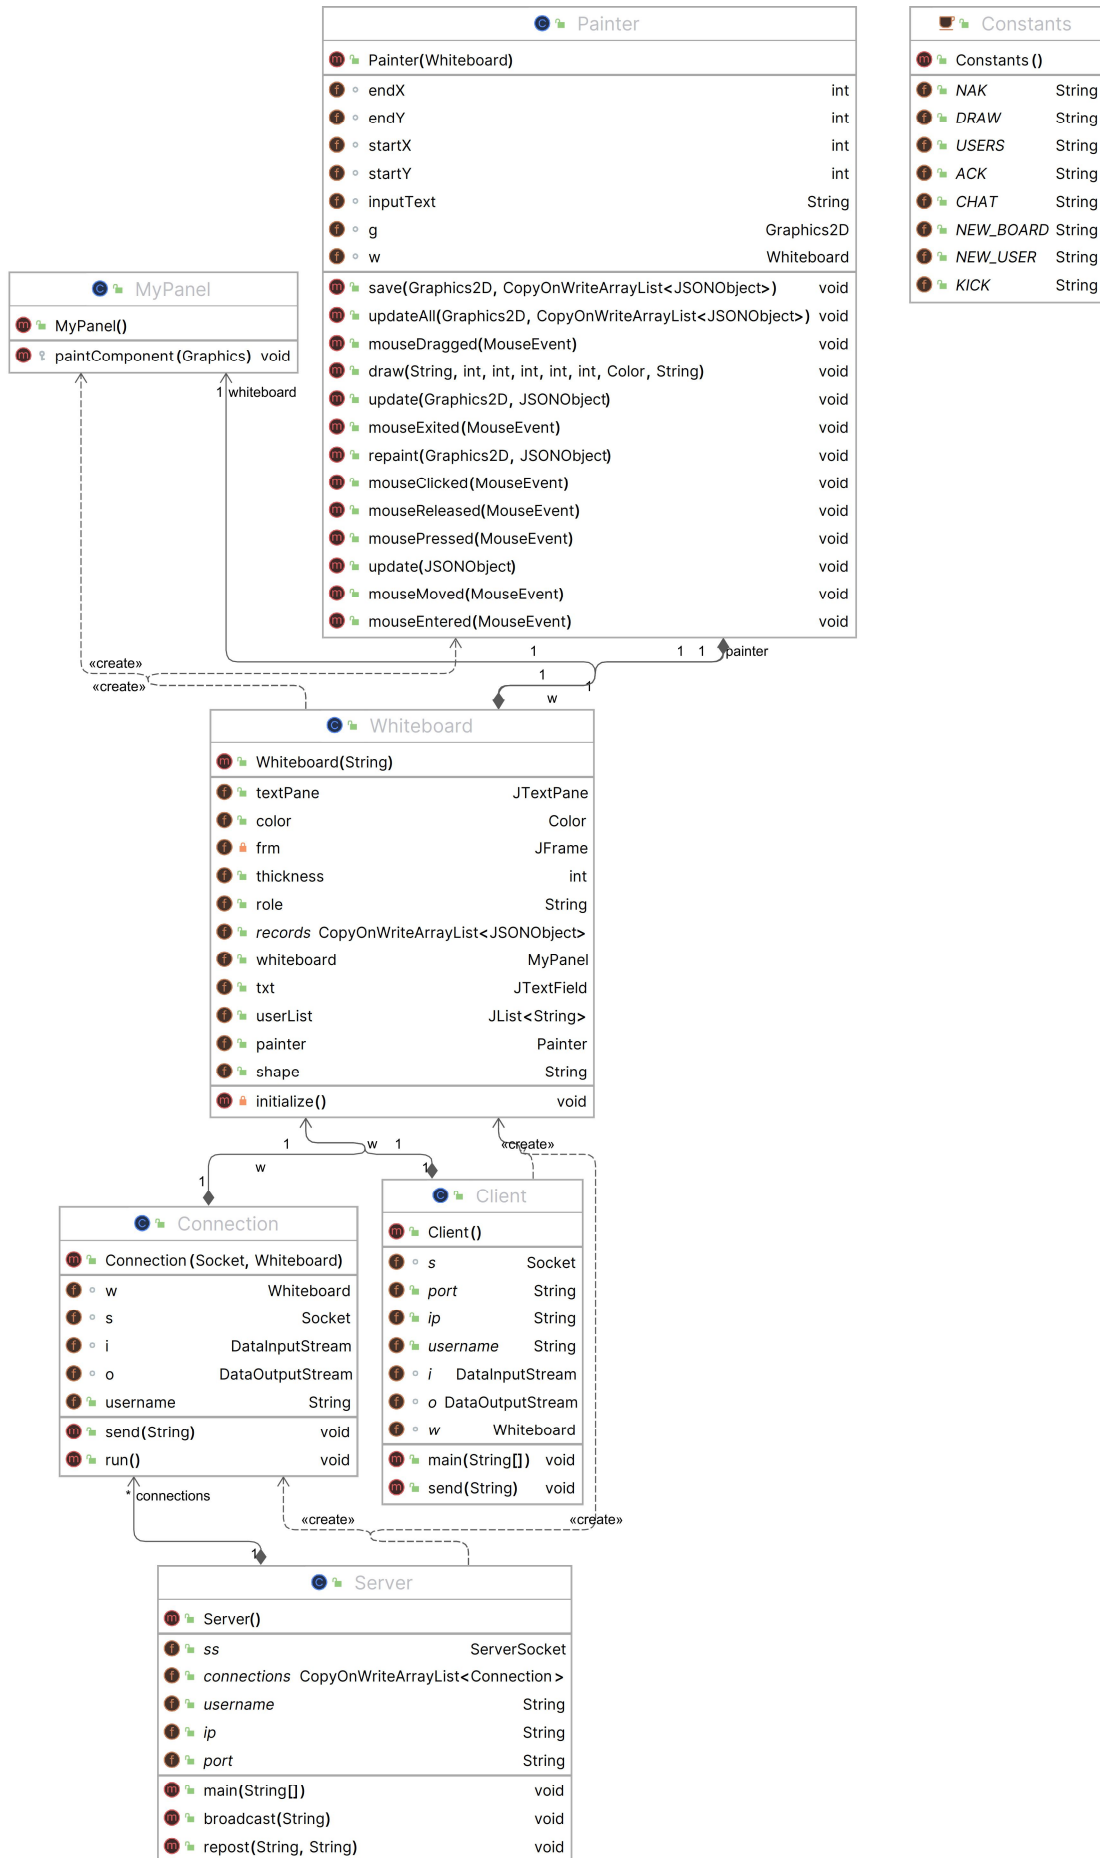 Painter
Painter(Whiteboard)
endX int
endY int
startX int
startY int
inputText String
g Graphics2D
w Whiteboard
save(Graphics2D, CopyOnWriteArrayList<JSONObject>) void
updateAll(Graphics2D, CopyOnWriteArrayList<JSONObject>) void
mouseDragged(MouseEvent) void
draw(String, int, int, int, int, int, Color, String) void
update(Graphics2D, JSONObject) void
mouseExited(MouseEvent) void
repaint(Graphics2D, JSONObject) void
mouseClicked(MouseEvent) void
mouseReleased(MouseEvent) void
mousePressed(MouseEvent) void
update(JSONObject) void
mouseMoved(MouseEvent) void
mouseEntered(MouseEvent) void
Constants
Constants()
NAK String
DRAW String
USERS String
ACK String
CHAT String
NEW_BOARD String
NEW_USER String
KICK String
MyPanel
MyPanel()
paintComponent(Graphics) void
1 whiteboard
1
1 1 painter
«create»
«create»
1
1
w
Whiteboard
Whiteboard(String)
textPane JTextPane
color Color
frm JFrame
thickness int
role String
records CopyOnWriteArrayList<JSONObject>
whiteboard MyPanel
txt JTextField
userList JList<String>
painter Painter
shape String
initialize() void
1 w 1
«create»
w
1
1
Connection
Connection(Socket, Whiteboard)
w Whiteboard
s Socket
i DataInputStream
o DataOutputStream
username String
send(String) void
run() void
Client
Client()
s Socket
port String
ip String
username String
i DataInputStream
o DataOutputStream
w Whiteboard
main(String[]) void
send(String) void
* connections
«create»
«create»
1
Server
Server()
ss ServerSocket
connections CopyOnWriteArrayList<Connection>
username String
ip String
port String
main(String[]) void
broadcast(String) void
repost(String, String) void